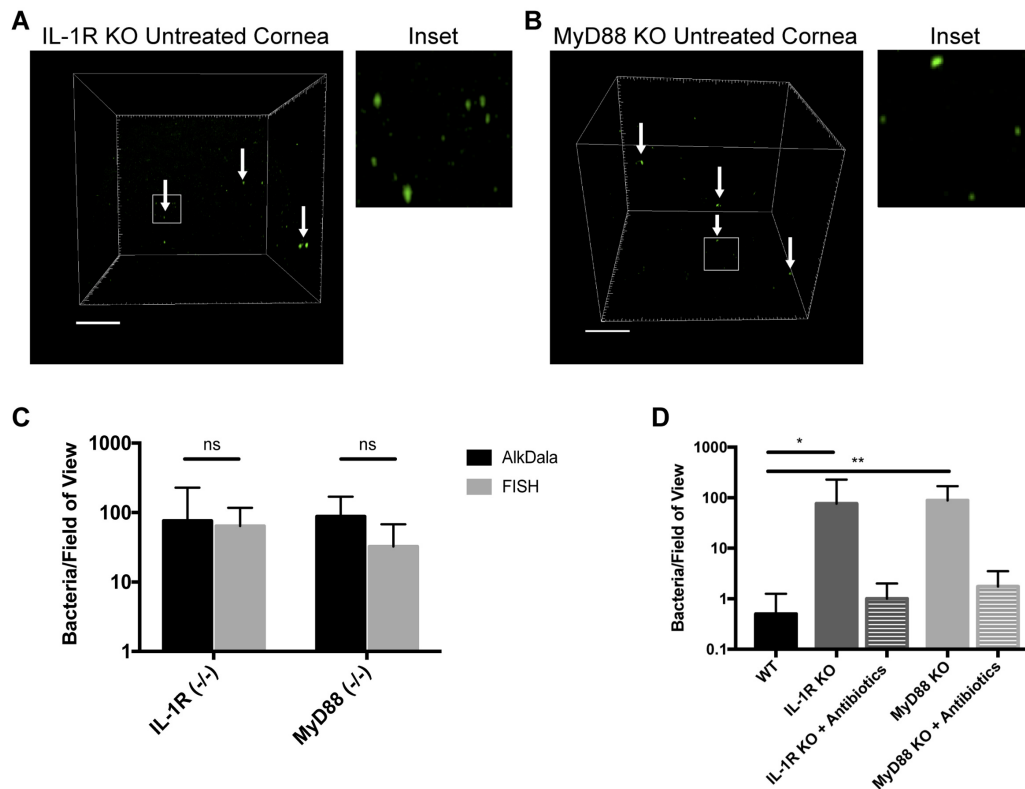 A
IL-1R KO Untreated Cornea
Inset
B
MyD88 KO Untreated Cornea
Inset
C
Bacteria/Field of View
1000
100
10
1
ns
ns
IL-1R (-/-)
MyD88 (-/-)
AlkDala
FISH
D
Bacteria/Field of View
1000
100
10
1
0.1
*
**
WT
IL-1R KO
IL-1R KO + Antibiotics
MyD88 KO
MyD88 KO + Antibiotics